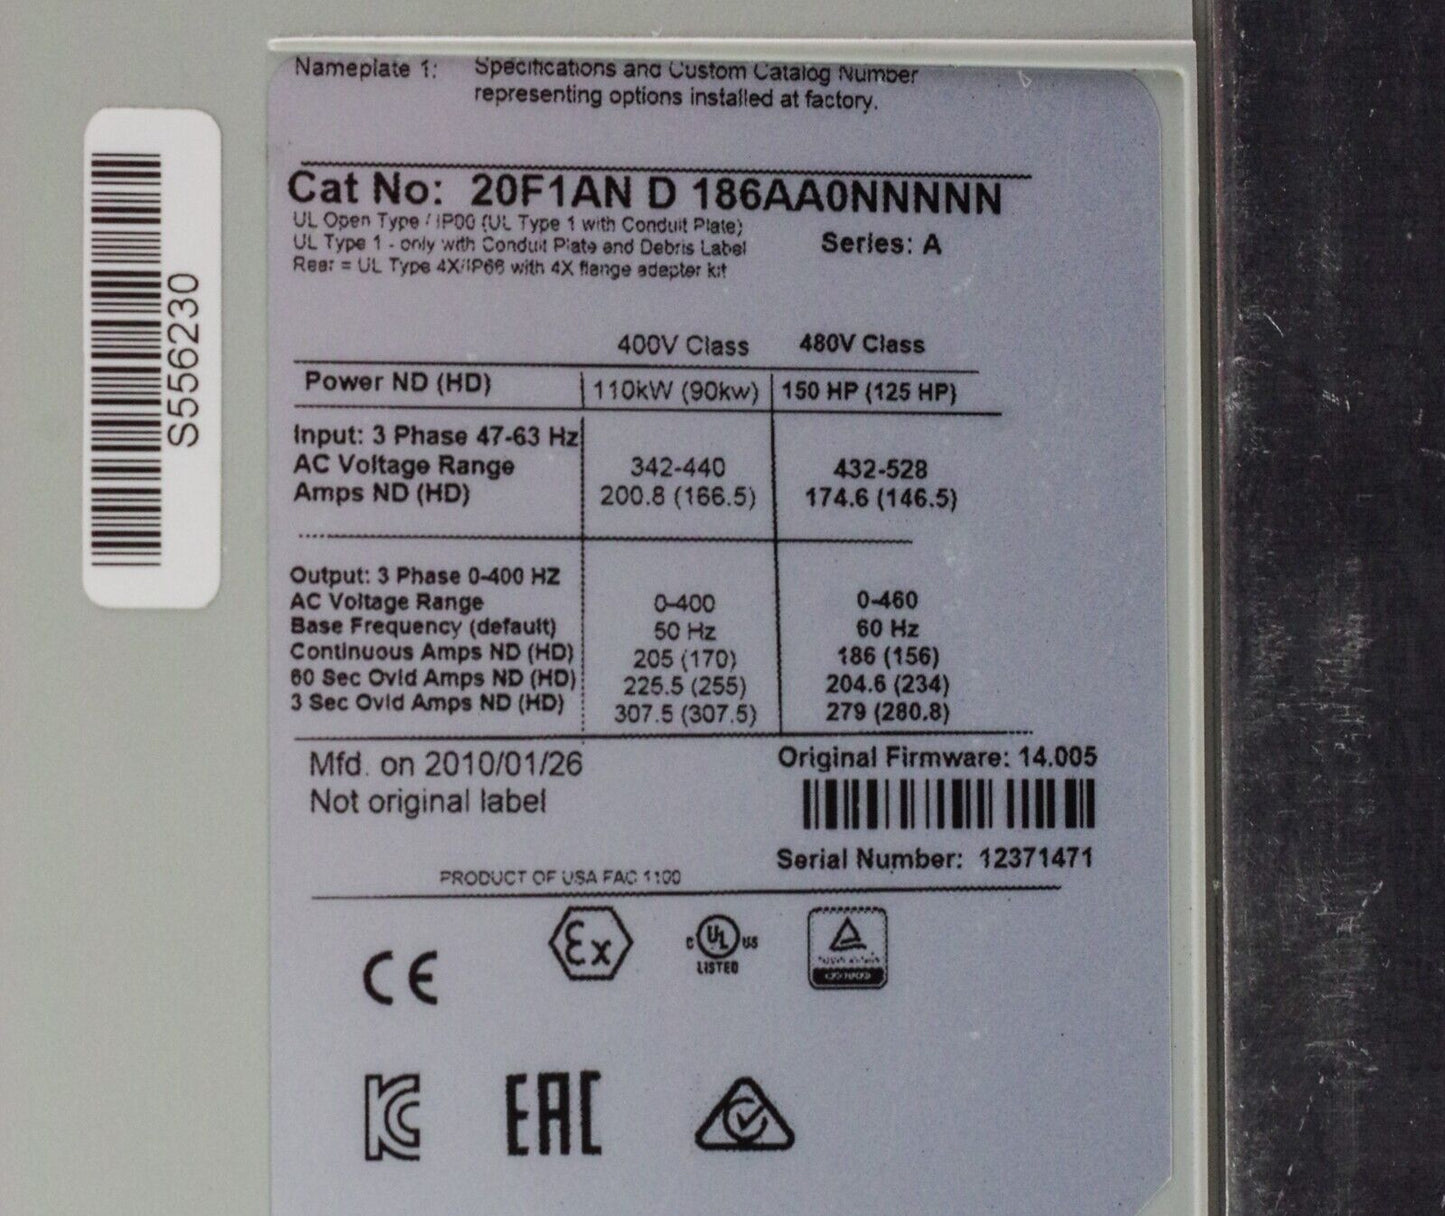 Nameplate 1: Specifications and Custom Catalog Number
representing options installed at factory.
Cat No: 20F1AN D 186AA0NNNNN
UL Open Type / IP00 (UL Type 1 with Conduit Plate)
UL Type 1 - only with Conduit Plate and Debris Label
Series: A
Rear = UL Type 4X/IP66 with 4X flange adapter kit
400V Class 480V Class
Power ND (HD) 110kW (90kw) 150 HP (125 HP)
Input: 3 Phase 47-63 Hz
AC Voltage Range 342-440 432-528
Amps ND (HD) 200.8 (166.5) 174.6 (146.5)
Output: 3 Phase 0-400 HZ
AC Voltage Range 0-400 0-460
Base Frequency (default) 50 Hz 60 Hz
Continuous Amps ND (HD) 205 (170) 186 (156)
60 Sec Ovld Amps ND (HD) 225.5 (255) 204.6 (234)
3 Sec Ovld Amps ND (HD) 307.5 (307.5) 279 (280.8)
Mfd. on 2010/01/26 Original Firmware: 14.005
Not original label
Serial Number: 12371471
PRODUCT OF USA FAC 1100
CE
Ex
C UL US
LISTED
KC
EAC
S556230